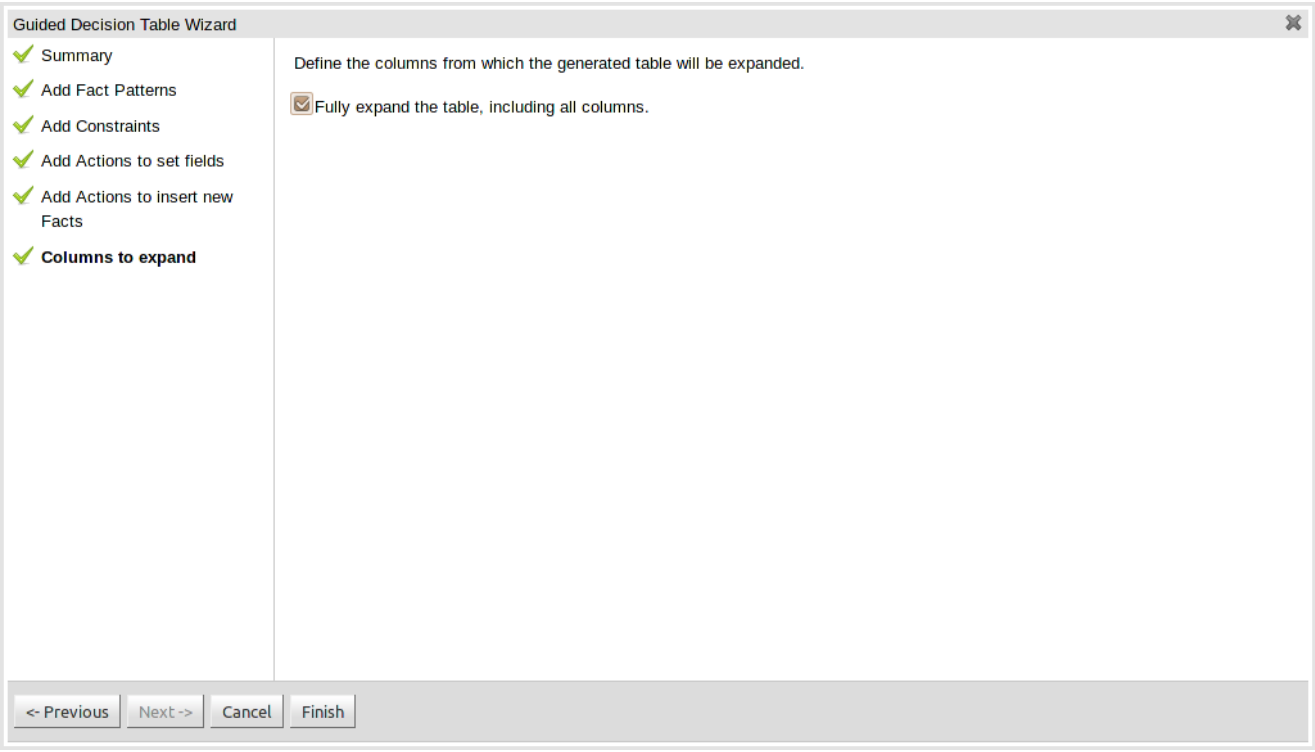 Guided Decision Table Wizard
Summary
Add Fact Patterns
Add Constraints
Add Actions to set fields
Add Actions to insert new
Facts
Columns to expand
Define the columns from which the generated table will be expanded.
Fully expand the table, including all columns.
<- Previous
Next ->
Cancel
Finish